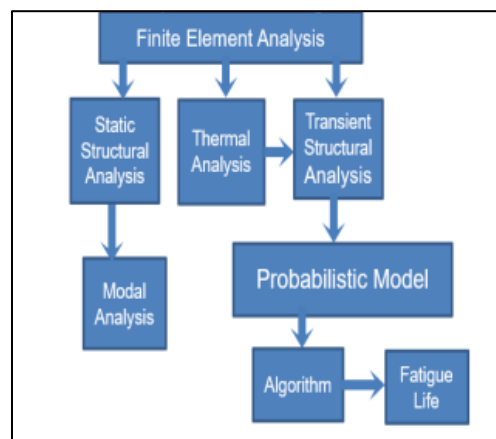 Finite Element Analysis
Static
Structural
Analysis
Thermal
Analysis
Transient
Structural
Analysis
Modal
Analysis
Probabilistic Model
Algorithm
Fatigue
Life